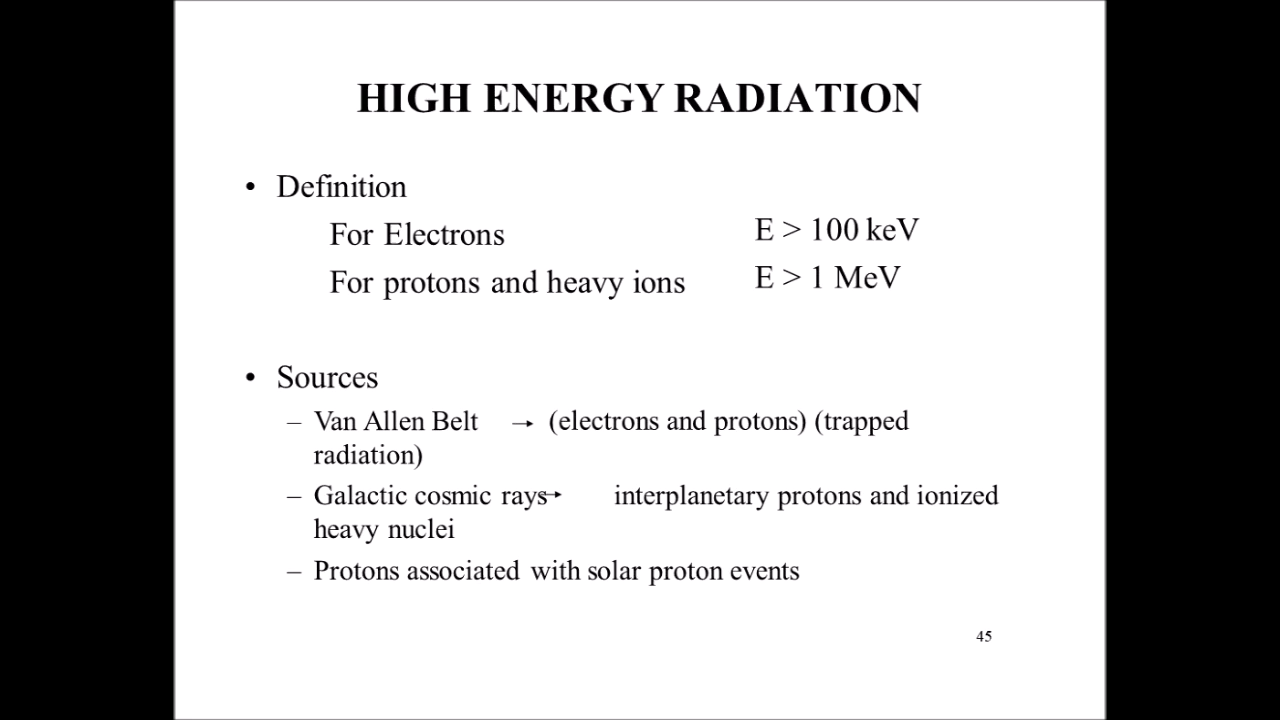 HIGH ENERGY RADIATION
• Definition
For Electrons E > 100 keV
For protons and heavy ions E > 1 MeV
• Sources
– Van Allen Belt → (electrons and protons) (trapped
radiation)
– Galactic cosmic rays → interplanetary protons and ionized
heavy nuclei
– Protons associated with solar proton events
45